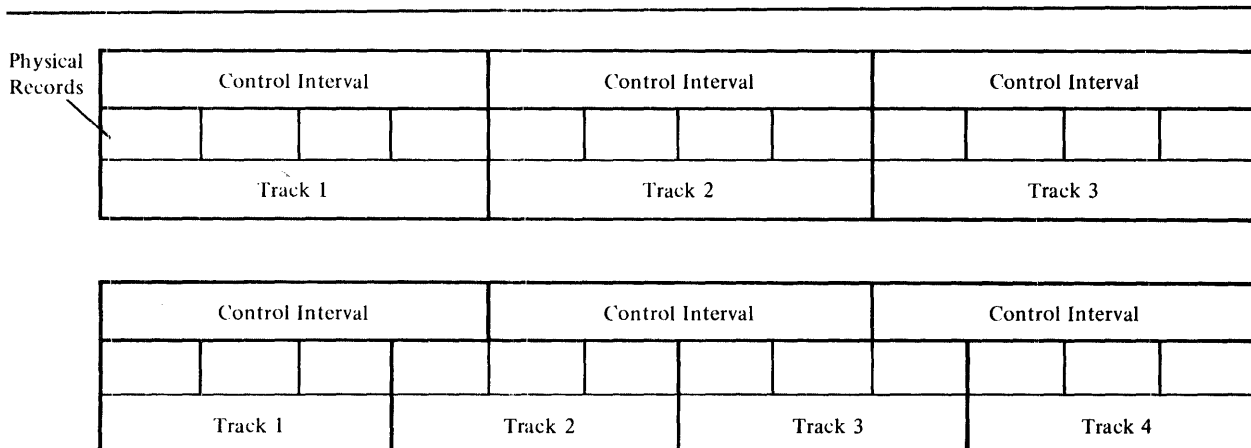 Physical
Records
Control Interval Control Interval Control Interval
Track 1 Track 2 Track 3
Control Interval Control Interval Control Interval
Track 1 Track 2 Track 3 Track 4